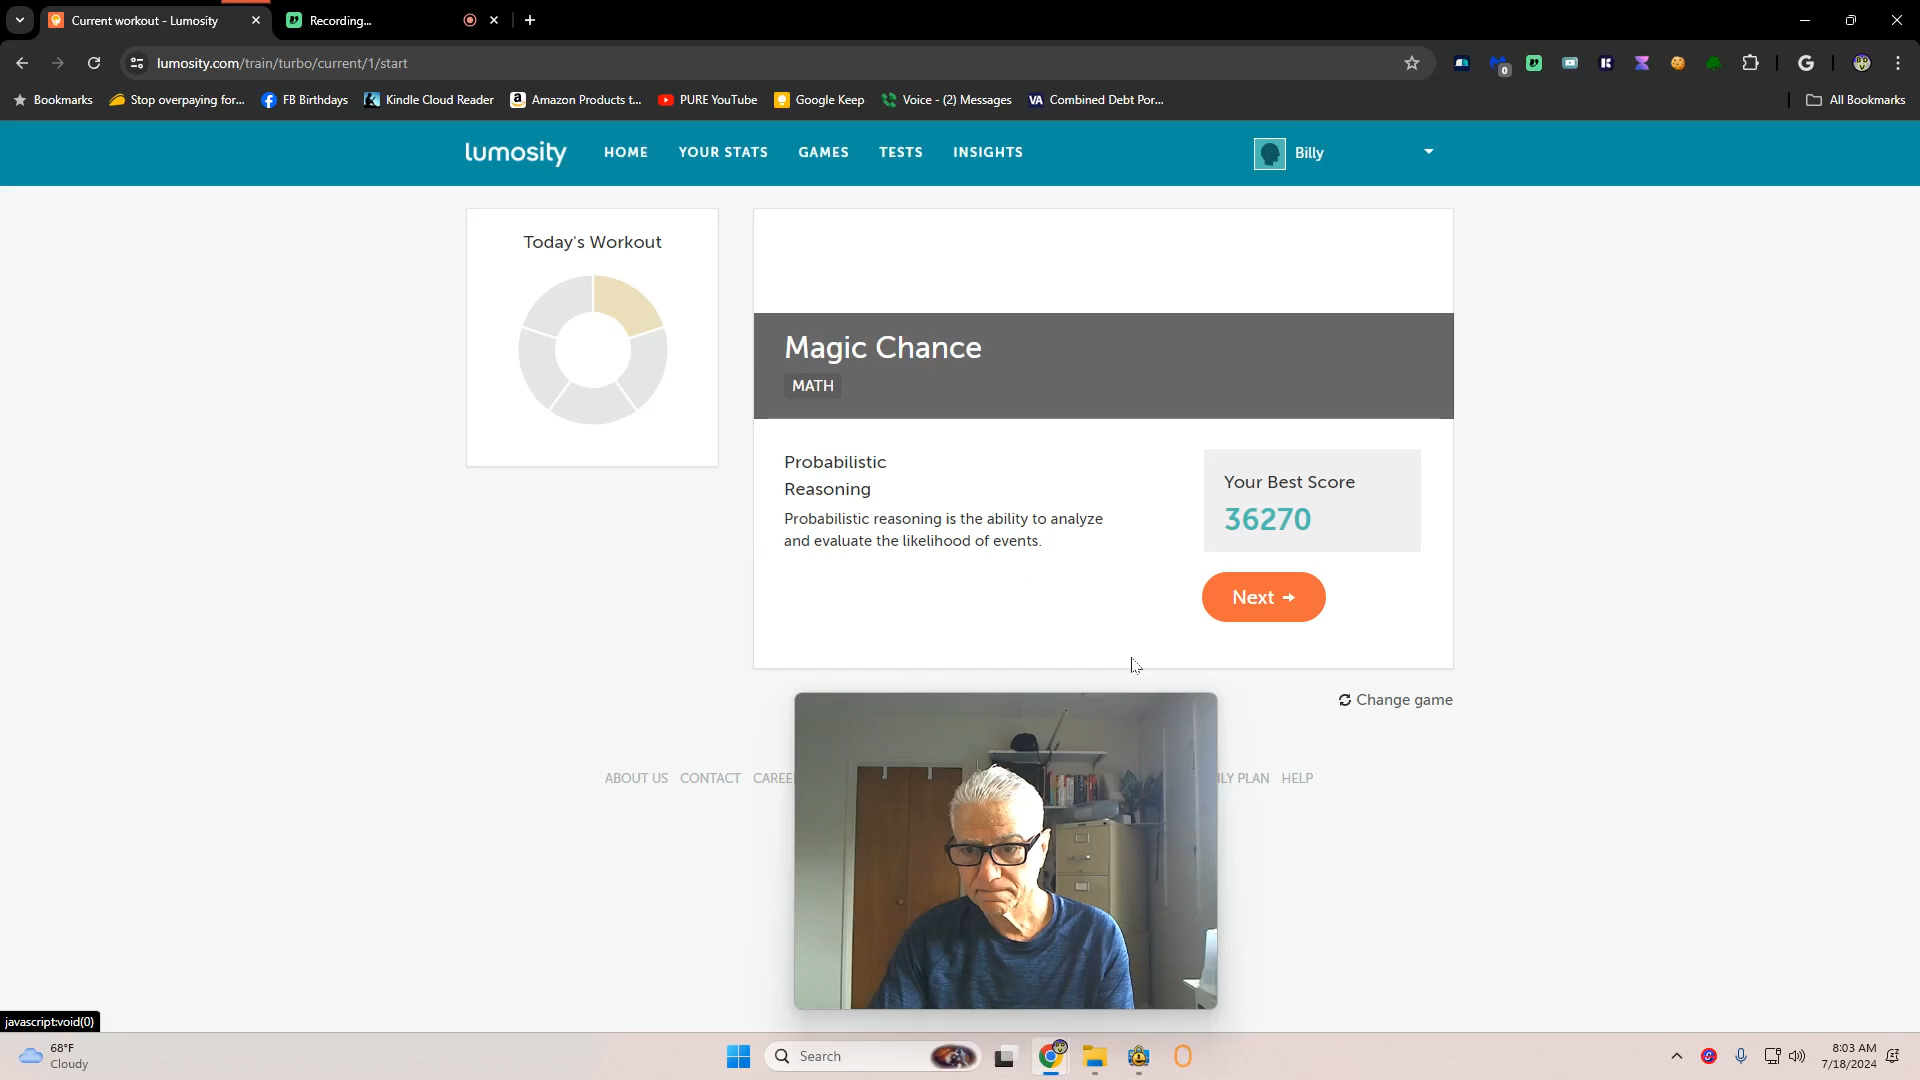 Current workout - Lumosity
Recording...
lumosity.com/train/turbo/current/1/start
0
Bookmarks
Stop overpaying for...
FB Birthdays
Kindle Cloud Reader
Amazon Products t...
PURE YouTube
Google Keep
Voice - (2) Messages
VA Combined Debt Por...
All Bookmarks
lumosity
HOME
YOUR STATS
GAMES
TESTS
INSIGHTS
Billy
Today's Workout
Magic Chance
MATH
Probabilistic
Reasoning
Probabilistic reasoning is the ability to analyze
and evaluate the likelihood of events.
Your Best Score
36270
Next →
Change game
ABOUT US
CONTACT
HELP
javascript:void(0)
68°F
Cloudy
Search
8:03 AM
7/18/2024